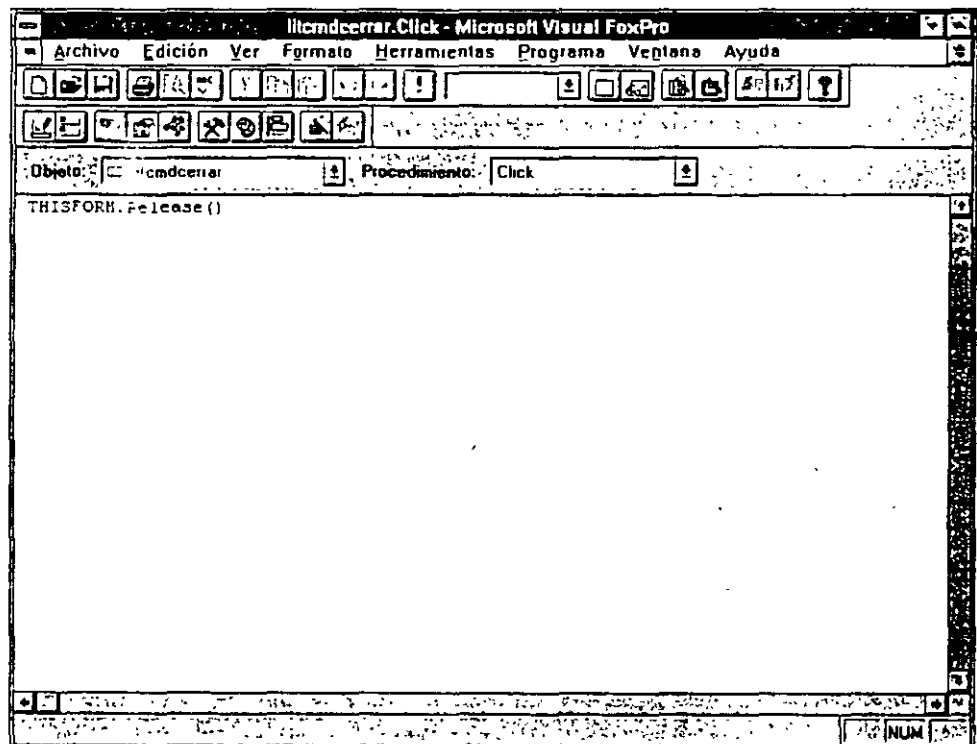 litcmdcerrar.Click - Microsoft Visual FoxPro
Archivo Edición Ver Formato Herramientas Programa Ventana Ayuda
Objeto: cmdcerrar Procedimiento: Click
THISFORM.Release()
NUM